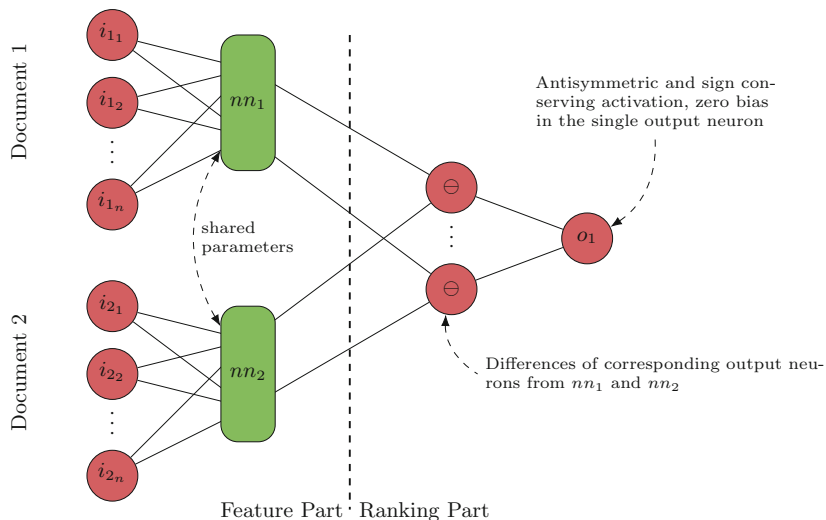 Document 1
i₁₁
i₁₂
⋮
i₁ₙ
nn₁
shared
parameters
Document 2
i₂₁
i₂₂
⋮
i₂ₙ
nn₂
⊖
⋮
⊖
o₁
Antisymmetric and sign con-
serving activation, zero bias
in the single output neuron
Differences of corresponding output neu-
rons from nn₁ and nn₂
Feature Part
Ranking Part